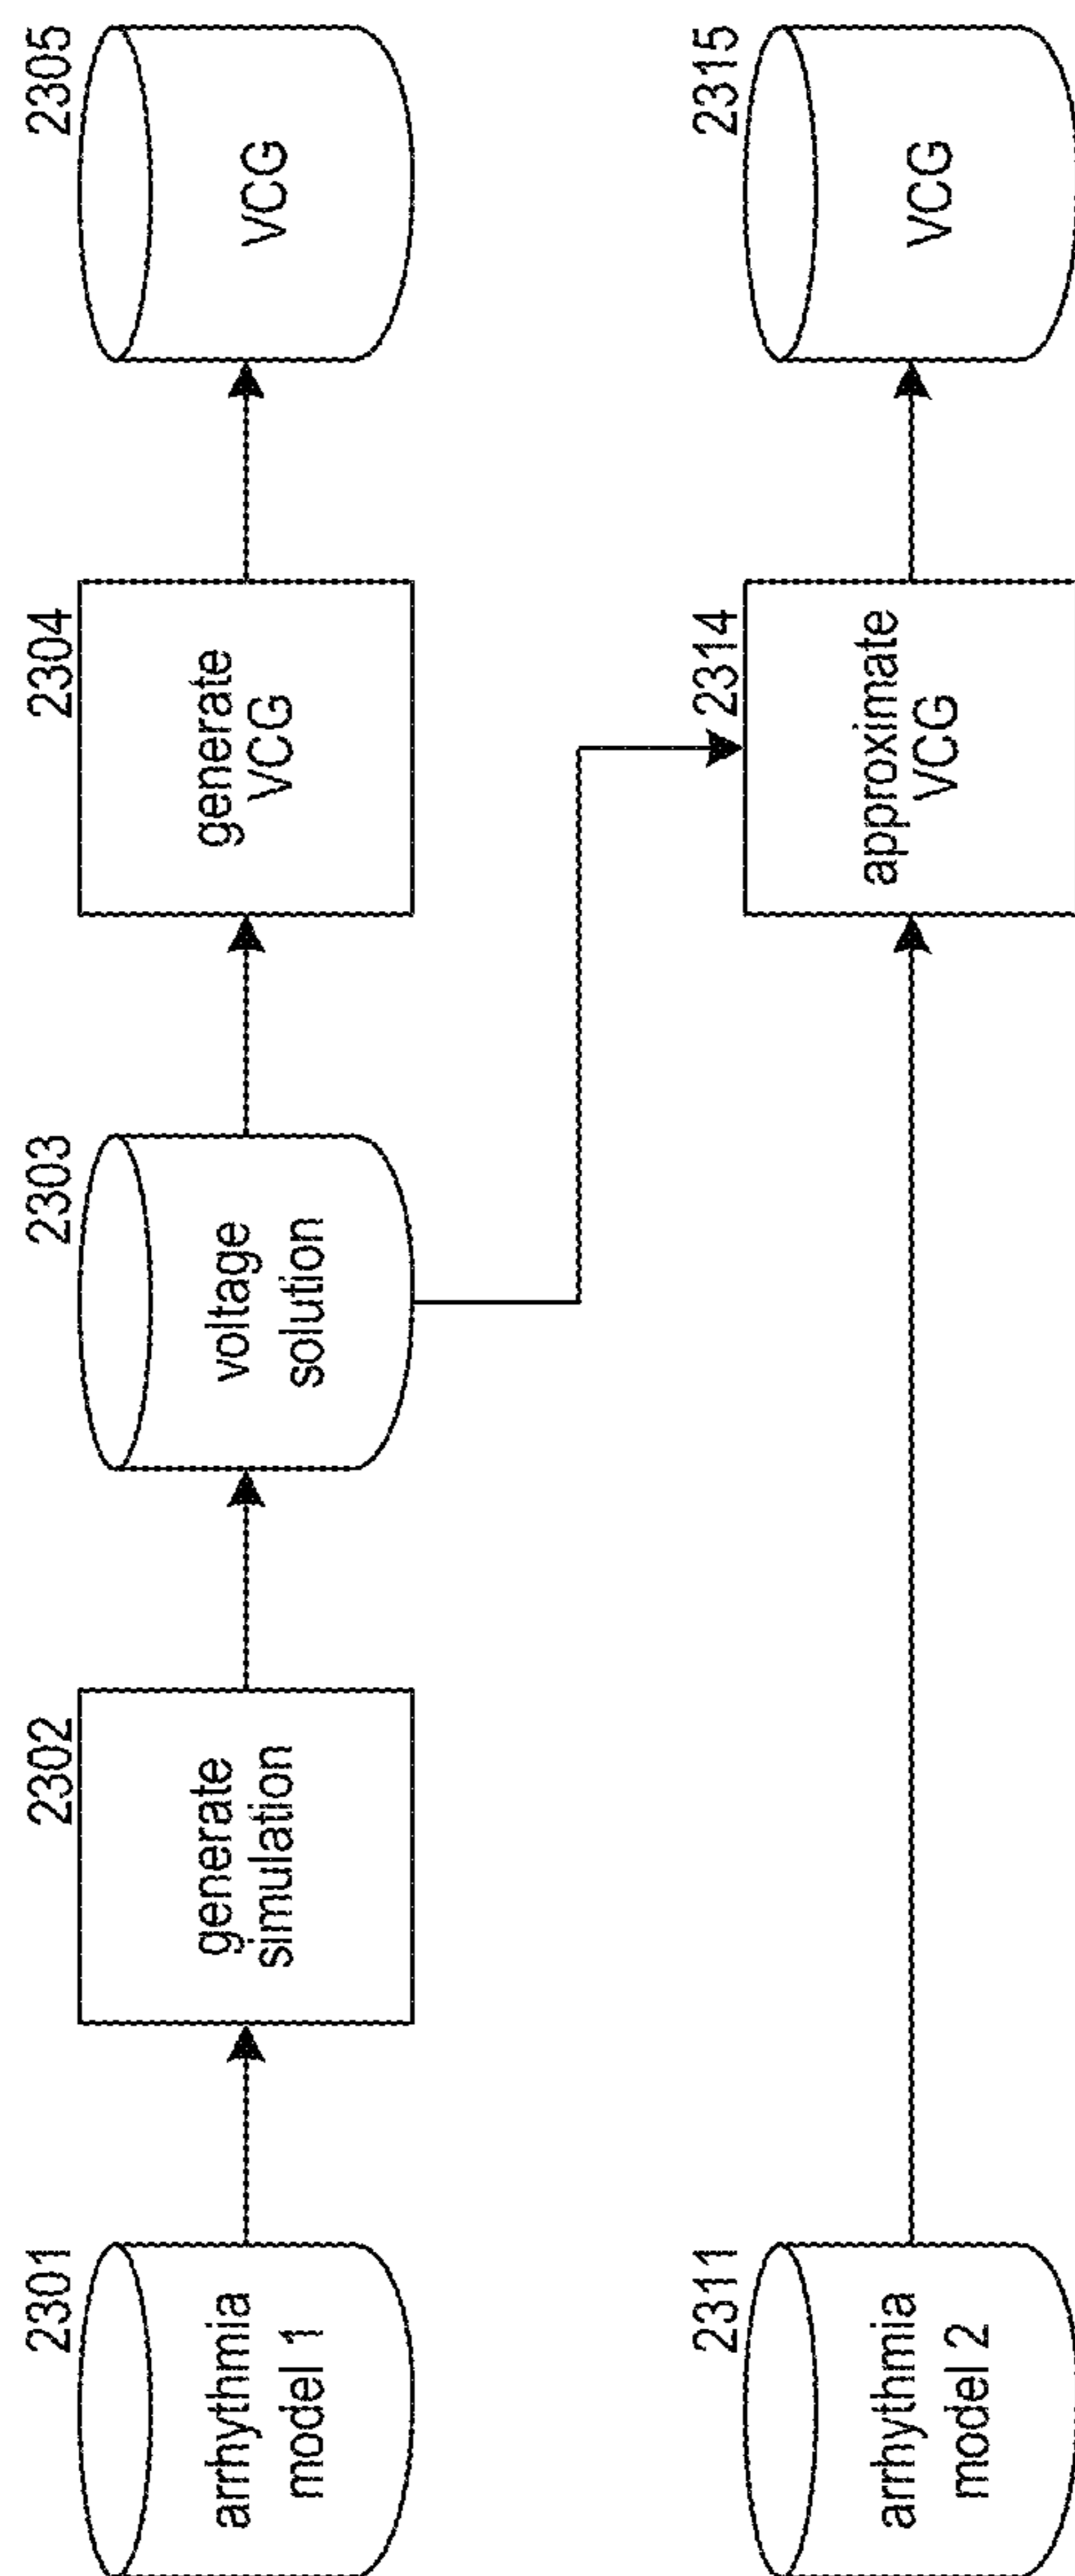 2301
arrhythmia
model 1
2302
generate
simulation
2303
voltage
solution
2304
generate
VCG
2305
VCG
2311
arrhythmia
model 2
2314
approximate
VCG
2315
VCG